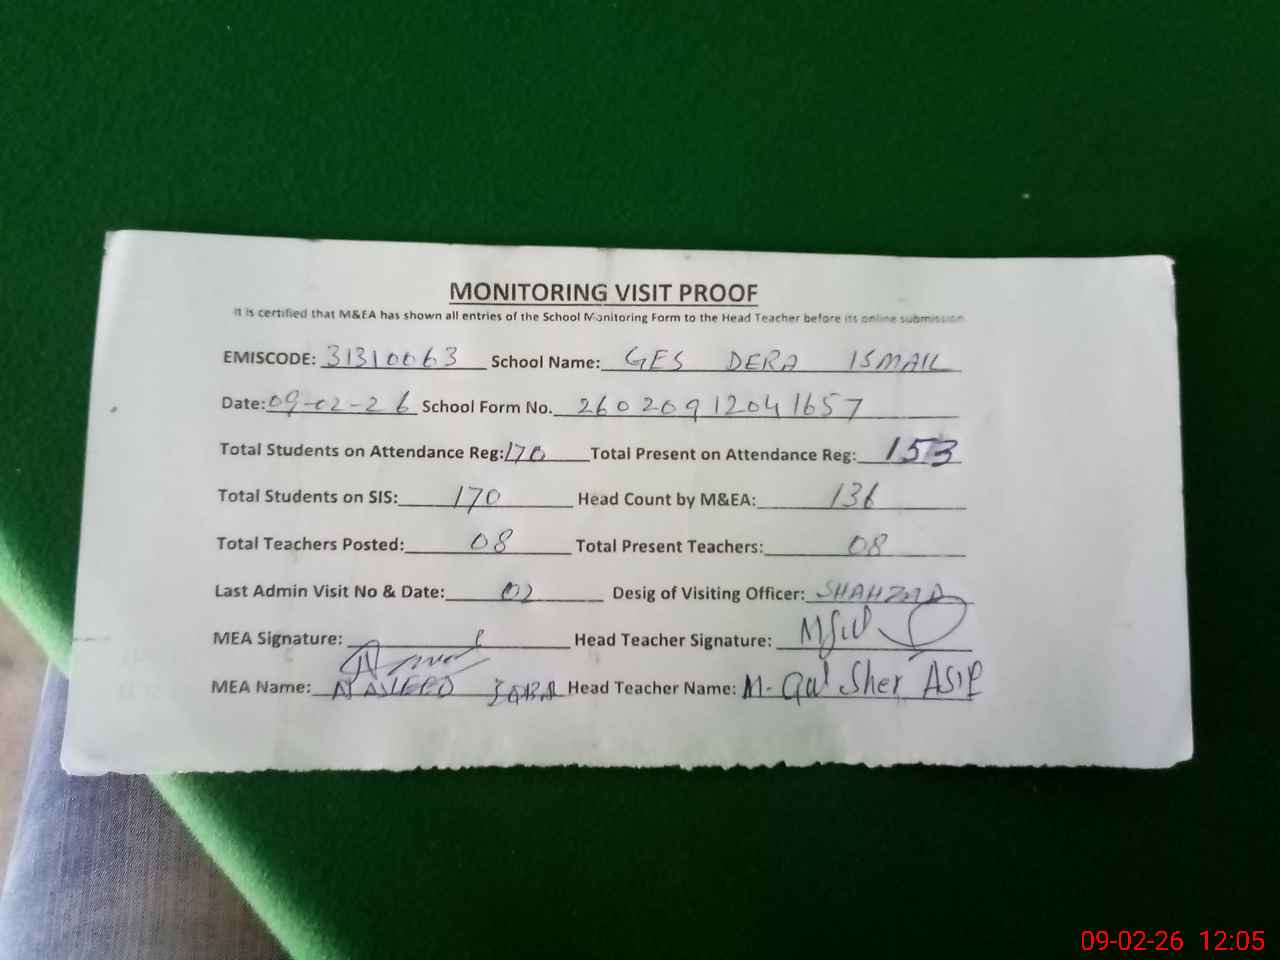 MONITORING VISIT PROOF
It is certified that M&EA has shown all entries of the School Monitoring Form to the Head Teacher before its online submission
EMISCODE: 31310063 School Name: GES DERA ISMAIL
Date: 09-02-26 School Form No. 26020912041657
Total Students on Attendance Reg: 170 Total Present on Attendance Reg: 153
Total Students on SIS: 170 Head Count by M&EA: 136
Total Teachers Posted: 08 Total Present Teachers: 08
Last Admin Visit No & Date: 02 Desig of Visiting Officer: SHAHZAD
MEA Signature: Head Teacher Signature:
MEA Name: NAVEED Head Teacher Name: M. Gul Sher ASIF
09-02-26 12:05